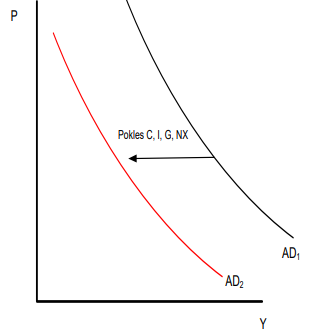 P
Pokles C, I, G, NX
AD₁
AD₂
Y